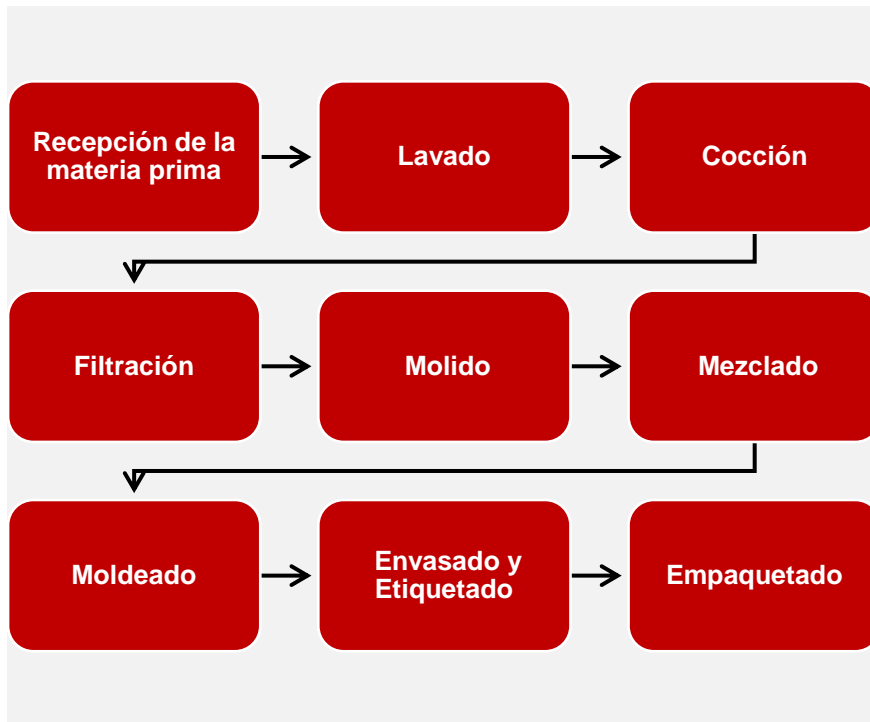 Recepción de la
materia prima
Lavado
Cocción
Filtración
Molido
Mezclado
Moldeado
Envasado y
Etiquetado
Empaquetado